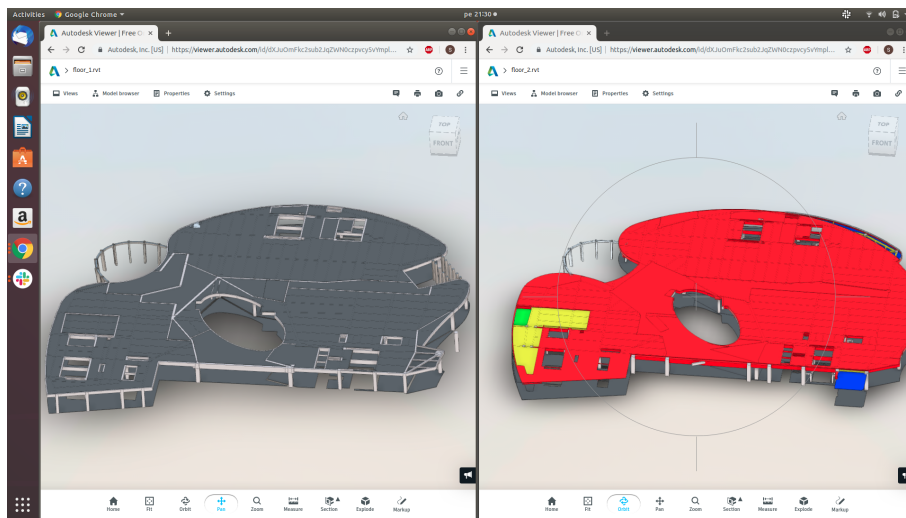 Activities Google Chrome ▾ pe 21:30
Autodesk Viewer | Free O
Autodesk, Inc. [US] | https://viewer.autodesk.com/id/dXJuOmFkc2sub2JqZWN0czpvcySvYmpl...
floor_1.rvt
Views Model browser Properties Settings
TOP
FRONT
Home Fit Orbit Pan Zoom Measure Section Explode Markup
Autodesk Viewer | Free O
Autodesk, Inc. [US] | https://viewer.autodesk.com/id/dXJuOmFkc2sub2JqZWN0czpvcySvYmpl...
floor_2.rvt
Views Model browser Properties Settings
TOP
FRONT
Home Fit Orbit Pan Zoom Measure Section Explode Markup